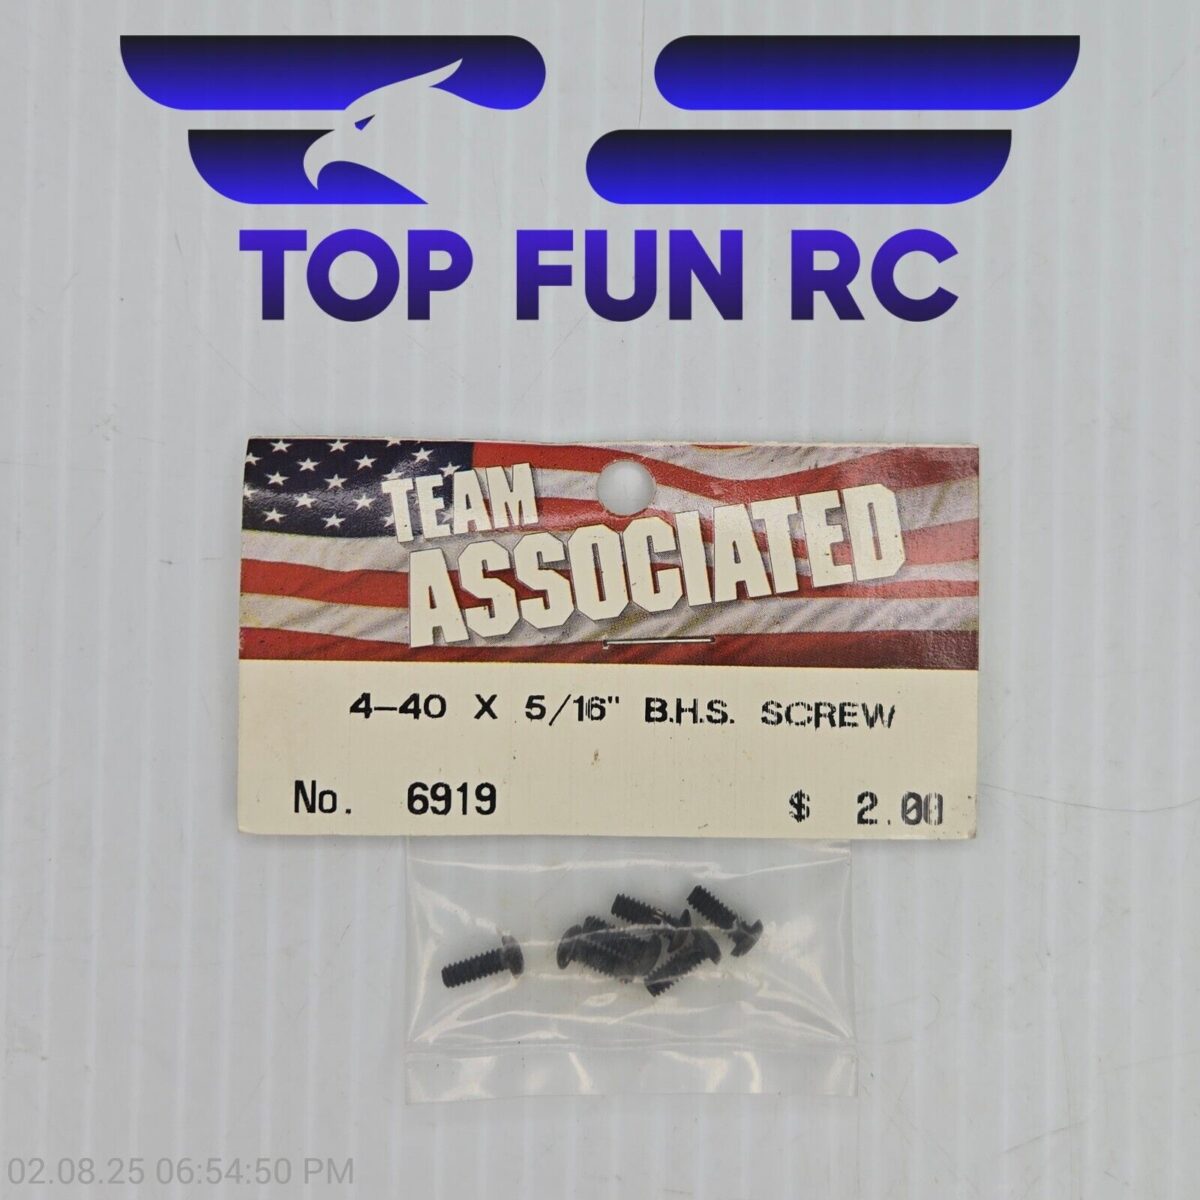 TOP FUN RC
TEAM
ASSOCIATED
4-40 X 5/16" B.H.S. SCREW
No. 6919 $ 2.00
02.08.25 06:54:50 PM